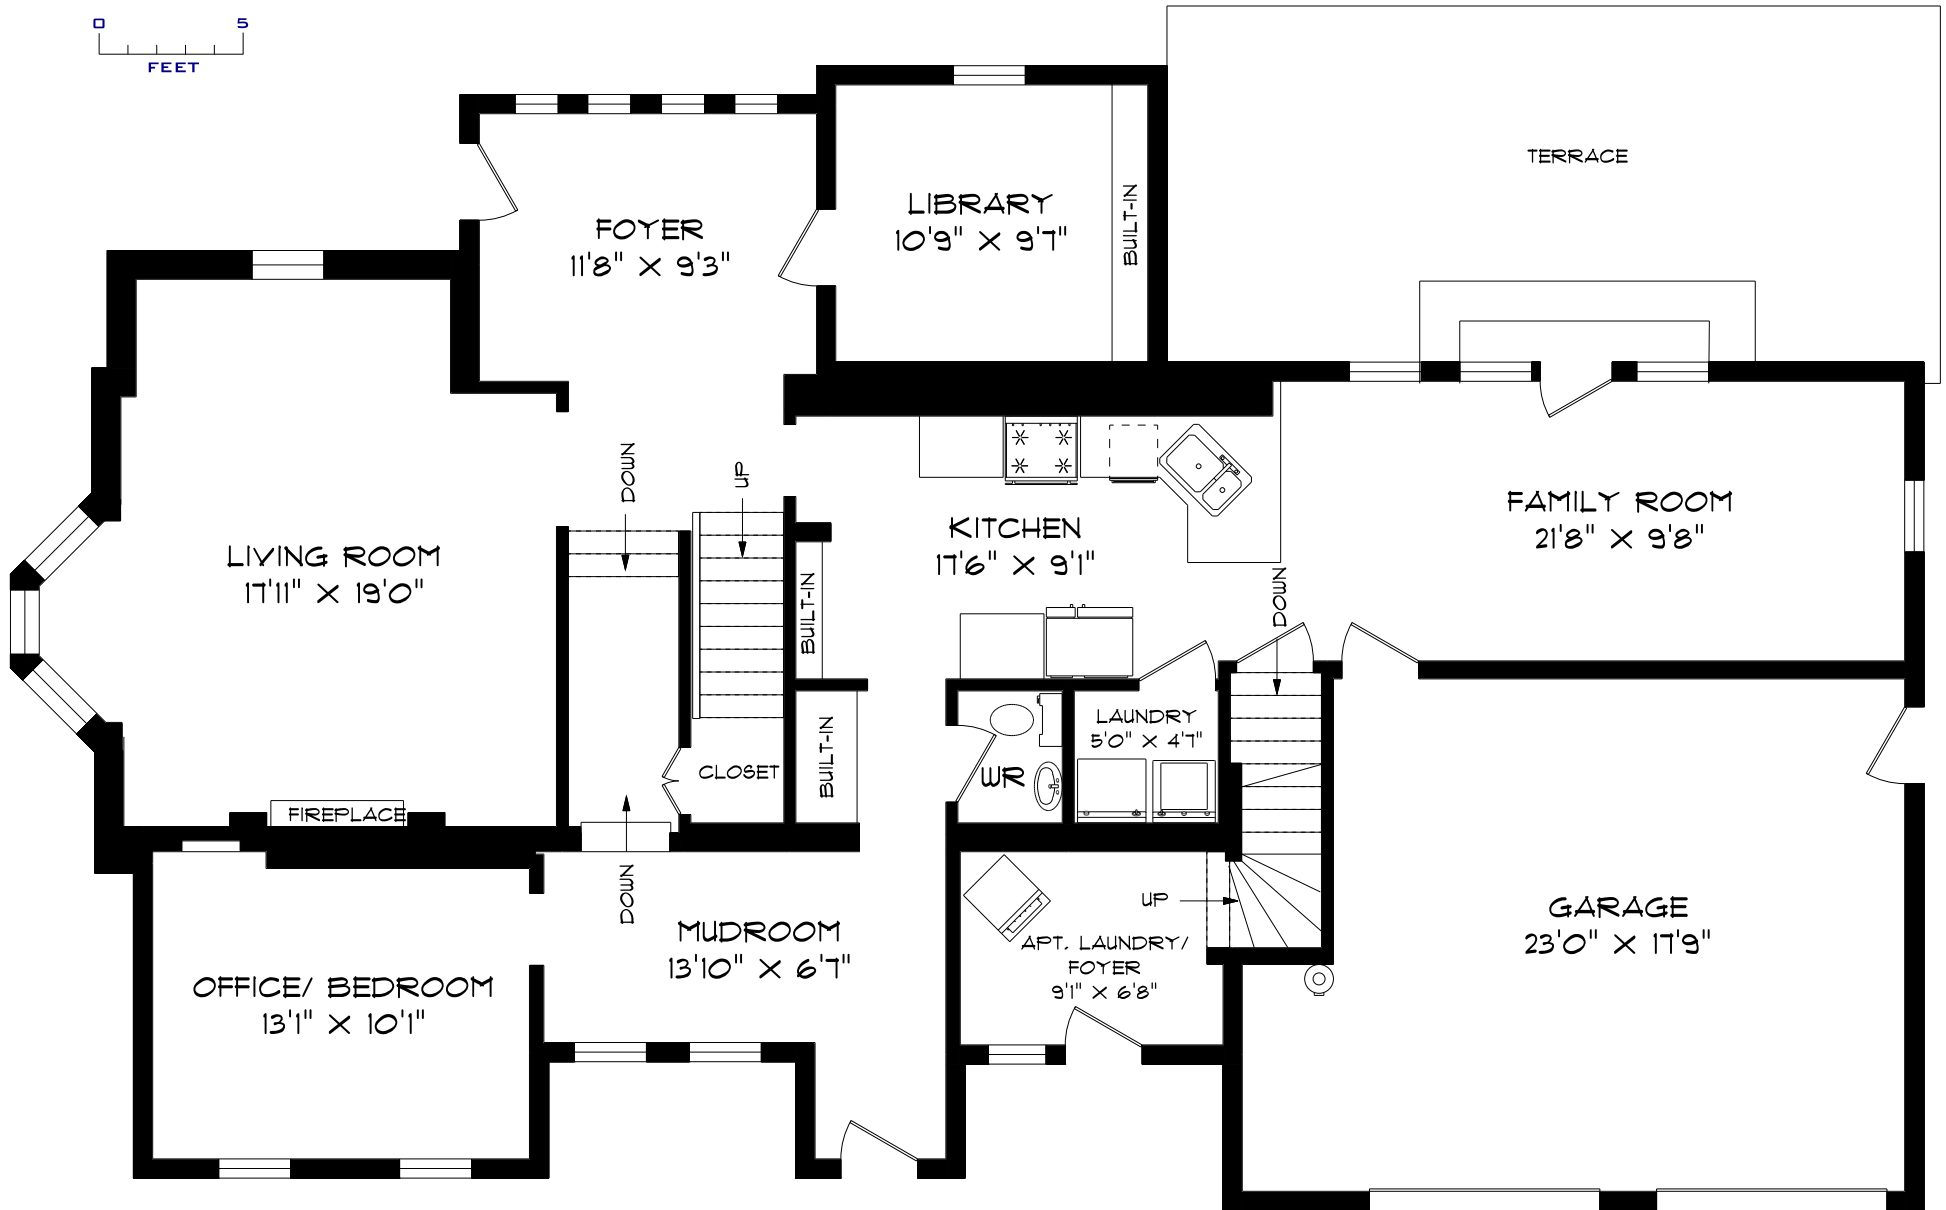 0 5
FEET
TERRACE
LIBRARY
10'9" X 9'7"
BUILT-IN
FOYER
11'8" X 9'3"
DOWN
UP
FAMILY ROOM
21'8" X 9'8"
KITCHEN
17'6" X 9'1"
LIVING ROOM
17'11" X 19'0"
BUILT-IN
DOWN
LAUNDRY
5'0" X 4'7"
BUILT-IN
CLOSET
WR
FIREPLACE
DOWN
UP
GARAGE
23'0" X 17'9"
MUDROOM
13'10" X 6'7"
APT. LAUNDRY/
FOYER
9'1" X 6'8"
OFFICE/ BEDROOM
13'1" X 10'1"